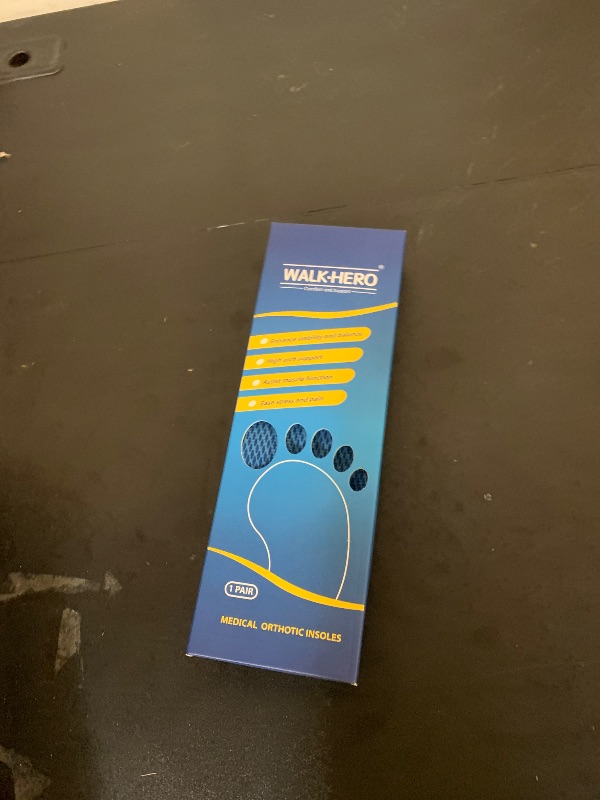 WALK-HERO®
Comfort and Support
Enhance stability and balance
High arch support
Assist muscle function
Ease stress and pain
1 PAIR
MEDICAL ORTHOTIC INSOLES